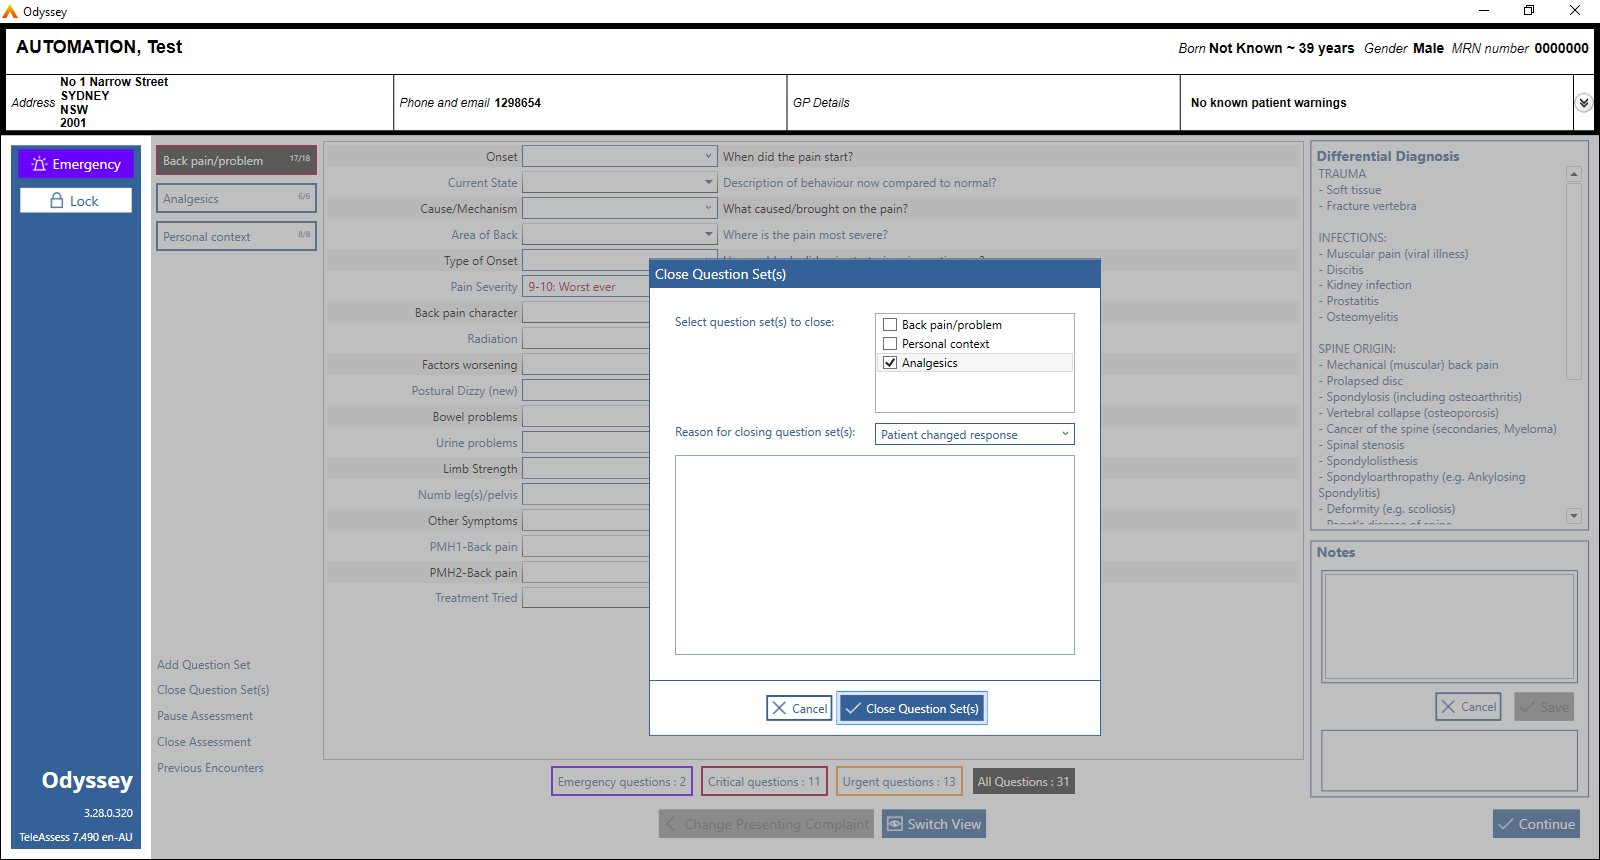 Odyssey
AUTOMATION, Test
Born Not Known ~ 39 years Gender Male MRN number 0000000
Address
No 1 Narrow Street
SYDNEY
NSW
2001
Phone and email 1298654
GP Details
No known patient warnings
Emergency
Lock
Odyssey
3.28.0.320
TeleAssess 7.490 en-AU
Back pain/problem 17/18
Analgesics 6/6
Personal context 8/8
Add Question Set
Close Question Set(s)
Pause Assessment
Close Assessment
Previous Encounters
Onset When did the pain start?
Current State Description of behaviour now compared to normal?
Cause/Mechanism What caused/brought on the pain?
Area of Back Where is the pain most severe?
Type of Onset
Pain Severity 9-10: Worst ever
Back pain character
Radiation
Factors worsening
Postural Dizzy (new)
Bowel problems
Urine problems
Limb Strength
Numb leg(s)/pelvis
Other Symptoms
PMH1-Back pain
PMH2-Back pain
Treatment Tried
Close Question Set(s)
Select question set(s) to close:
Back pain/problem
Personal context
Analgesics
Reason for closing question set(s): Patient changed response
Cancel
Close Question Set(s)
Emergency questions : 2
Critical questions : 11
Urgent questions : 13
All Questions : 31
Change Presenting Complaint
Switch View
Differential Diagnosis
TRAUMA
- Soft tissue
- Fracture vertebra
INFECTIONS:
- Muscular pain (viral illness)
- Discitis
- Kidney infection
- Prostatitis
- Osteomyelitis
SPINE ORIGIN:
- Mechanical (muscular) back pain
- Prolapsed disc
- Spondylosis (including osteoarthritis)
- Vertebral collapse (osteoporosis)
- Cancer of the spine (secondaries, Myeloma)
- Spinal stenosis
- Spondylolisthesis
- Spondyloarthropathy (e.g. Ankylosing
Spondylitis)
- Deformity (e.g. scoliosis)
Notes
Cancel
Save
Continue